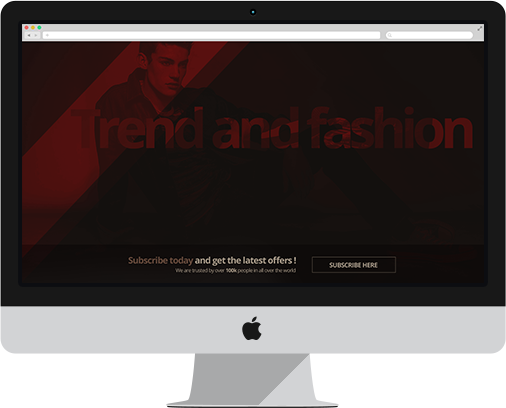 Trend and fashion
Subscribe today and get the latest offers !
We are trusted by over 100k people in all over the world
SUBSCRIBE HERE